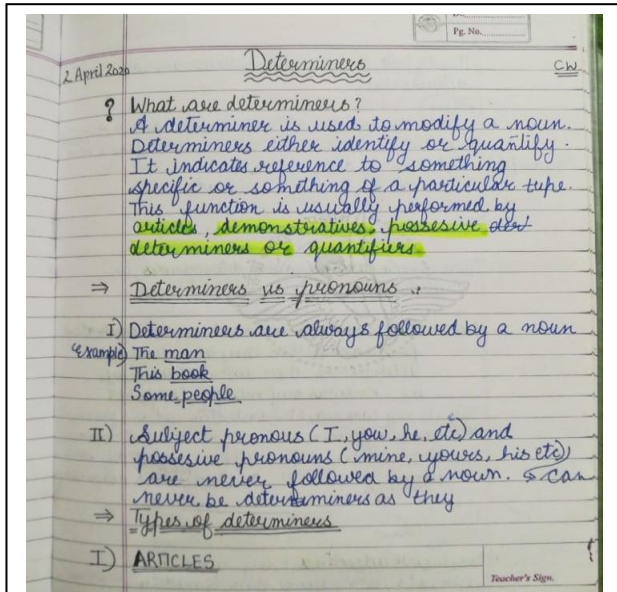 Pg. No.
Determiners
2 April 2020
CW
? What are determiners?
A determiner is used to modify a noun.
Determiners either identify or quantify.
It indicates reference to something
specific or something of a particular type.
This function is usually performed by
articles, demonstratives, possesive
determiners or quantifiers
⇒ Determiners vs pronouns :
I) Determiners are always followed by a noun
Example) The man
This book
Some people
II) Subject pronous (I, you, he, etc) and
possesive pronouns (mine, yours, his etc)
are never followed by a noun. can
never be determiners as they
⇒ Types of determiners
I) ARTICLES
Teacher's Sign.